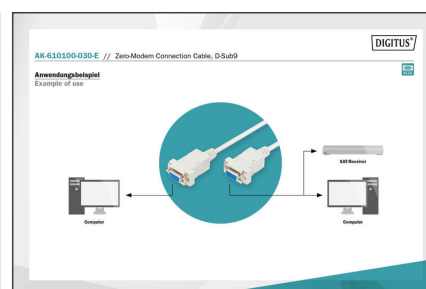 DIGITUS®
AK-610100-030-E // Zero-Modem Connection Cable, D-Sub9
Anwendungsbeispiel
Example of use
SAT-Receiver
Computer
Computer